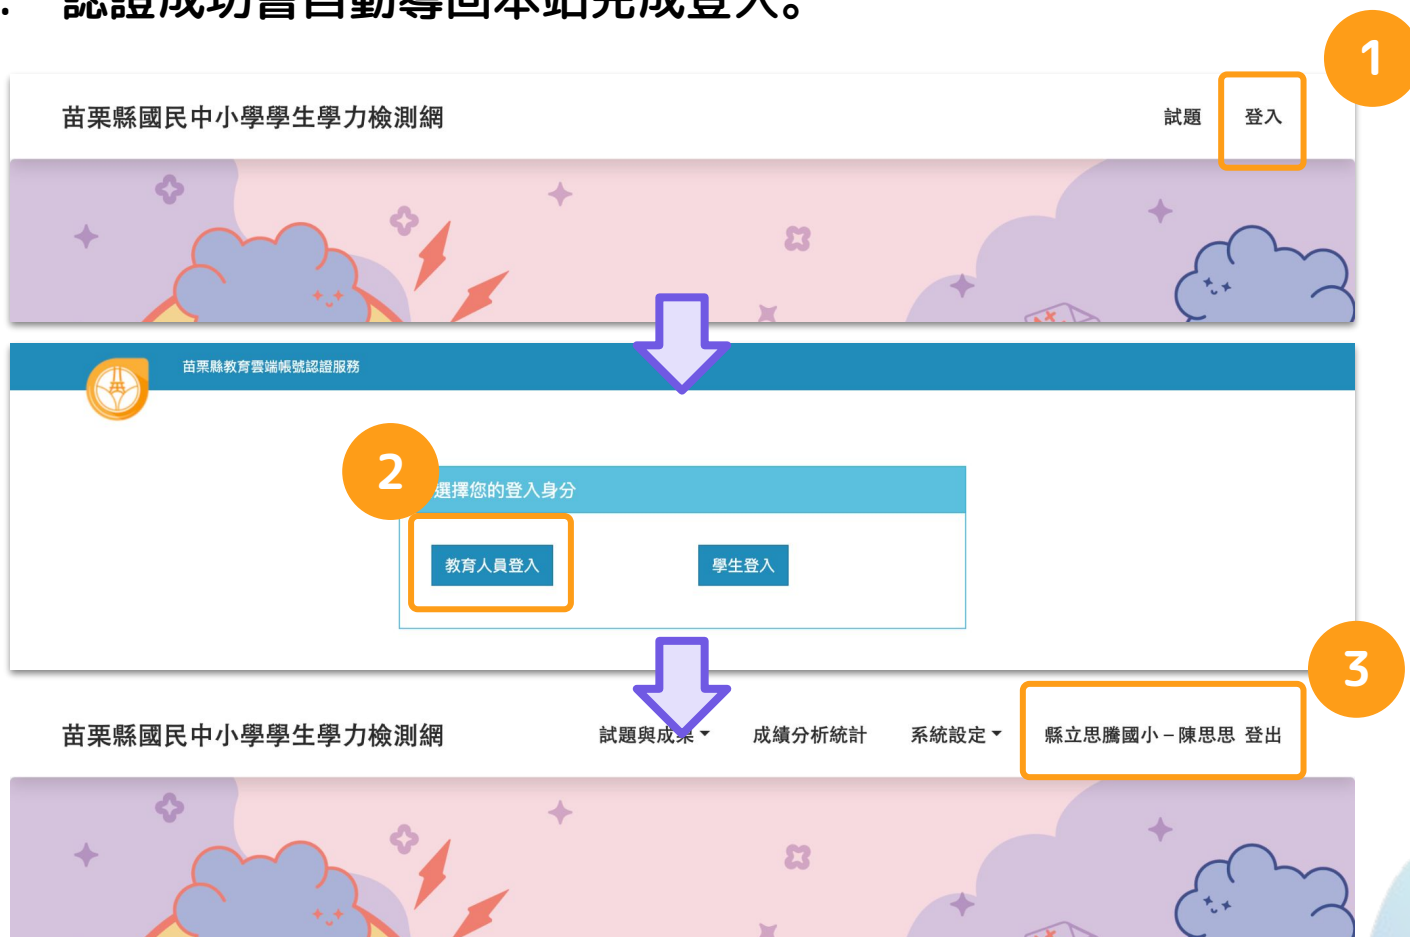 . 認證成功會自動導回本站完成登入。
1
苗栗縣國民中小學學生學力檢測網
試題 登入
苗栗縣教育雲端帳號認證服務
2
選擇您的登入身分
教育人員登入 學生登入
3
苗栗縣國民中小學學生學力檢測網
試題與成果 成績分析統計 系統設定 縣立思騰國小 – 陳思思 登出